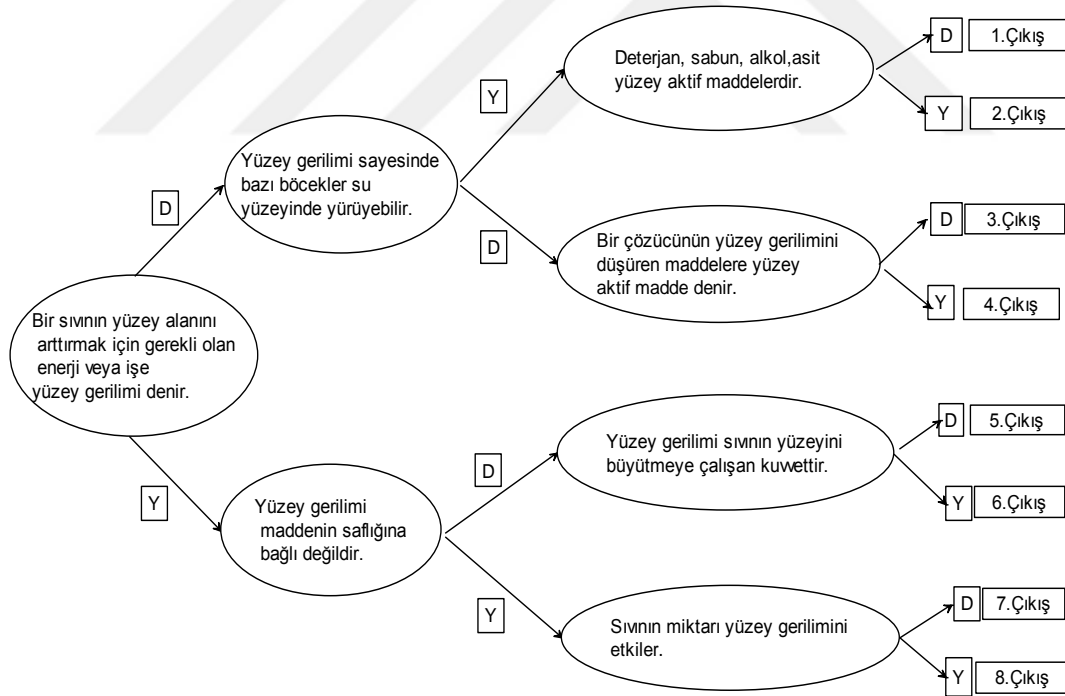 Bir sıvının yüzey alanını
arttırmak için gerekli olan
enerji veya işe
yüzey gerilimi denir.
D
Y
Yüzey gerilimi sayesinde
bazı böcekler su
yüzeyinde yürüyebilir.
Y
D
Yüzey gerilimi
maddenin saflığına
bağlı değildir.
D
Y
Deterjan, sabun, alkol,asit
yüzey aktif maddelerdir.
D 1.Çıkış
Y 2.Çıkış
Bir çözücünün yüzey gerilimini
düşüren maddelere yüzey
aktif madde denir.
D 3.Çıkış
Y 4.Çıkış
Yüzey gerilimi sıvının yüzeyini
büyütmeye çalışan kuvvettir.
D 5.Çıkış
Y 6.Çıkış
Sıvının miktarı yüzey gerilimini
etkiler.
D 7.Çıkış
Y 8.Çıkış